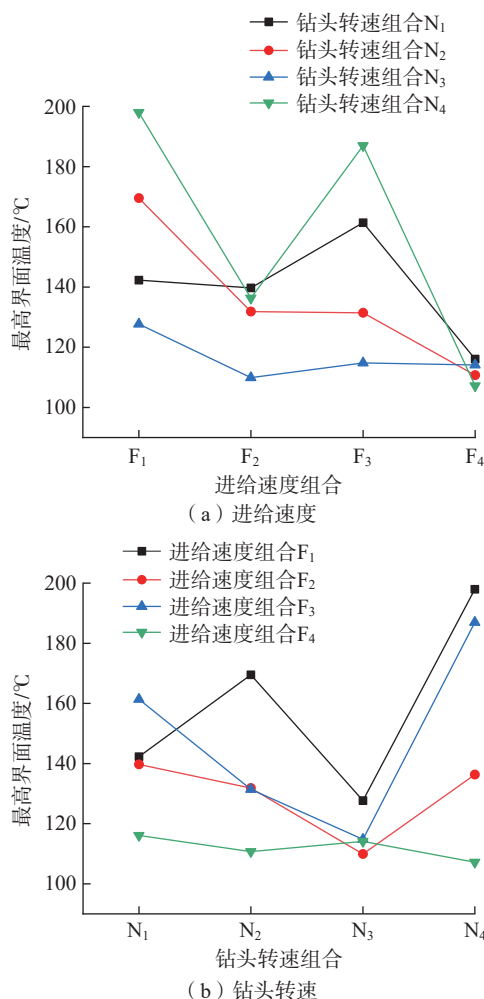 钻头转速组合N₁
钻头转速组合N₂
钻头转速组合N₃
钻头转速组合N₄
200
180
160
140
120
100
最高界面温度/℃
F₁ F₂ F₃ F₄
进给速度组合
（a）进给速度
进给速度组合F₁
进给速度组合F₂
进给速度组合F₃
进给速度组合F₄
200
180
160
140
120
100
最高界面温度/℃
N₁ N₂ N₃ N₄
钻头转速组合
（b）钻头转速